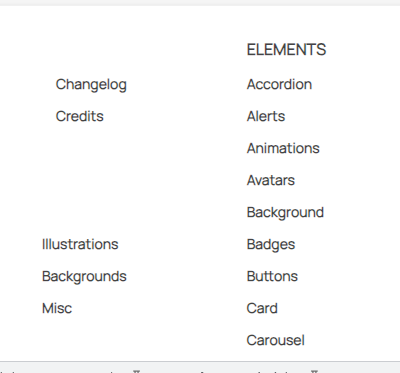 Changelog
Credits
Illustrations
Backgrounds
Misc
ELEMENTS
Accordion
Alerts
Animations
Avatars
Background
Badges
Buttons
Card
Carousel